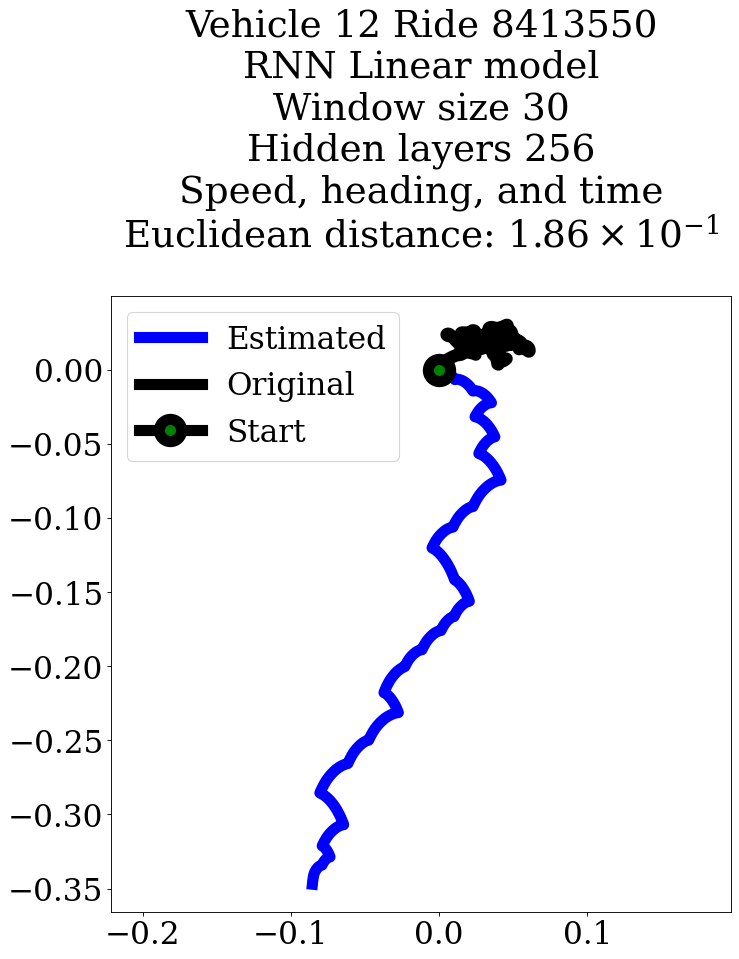 Vehicle 12 Ride 8413550
RNN Linear model
Window size 30
Hidden layers 256
Speed, heading, and time
Euclidean distance: 1.86 × 10⁻¹
Estimated
Original
Start
0.00
−0.05
−0.10
−0.15
−0.20
−0.25
−0.30
−0.35
−0.2 −0.1 0.0 0.1